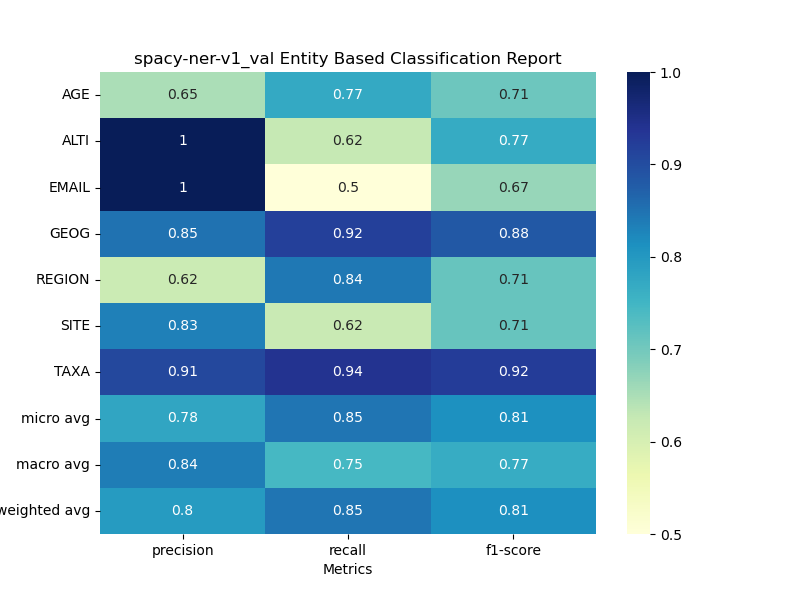 spacy-ner-v1_val Entity Based Classification Report
AGE 0.65 0.77 0.71
ALTI 1 0.62 0.77
EMAIL 1 0.5 0.67
GEOG 0.85 0.92 0.88
REGION 0.62 0.84 0.71
SITE 0.83 0.62 0.71
TAXA 0.91 0.94 0.92
micro avg 0.78 0.85 0.81
macro avg 0.84 0.75 0.77
weighted avg 0.8 0.85 0.81
precision recall f1-score
Metrics
1.0
0.9
0.8
0.7
0.6
0.5